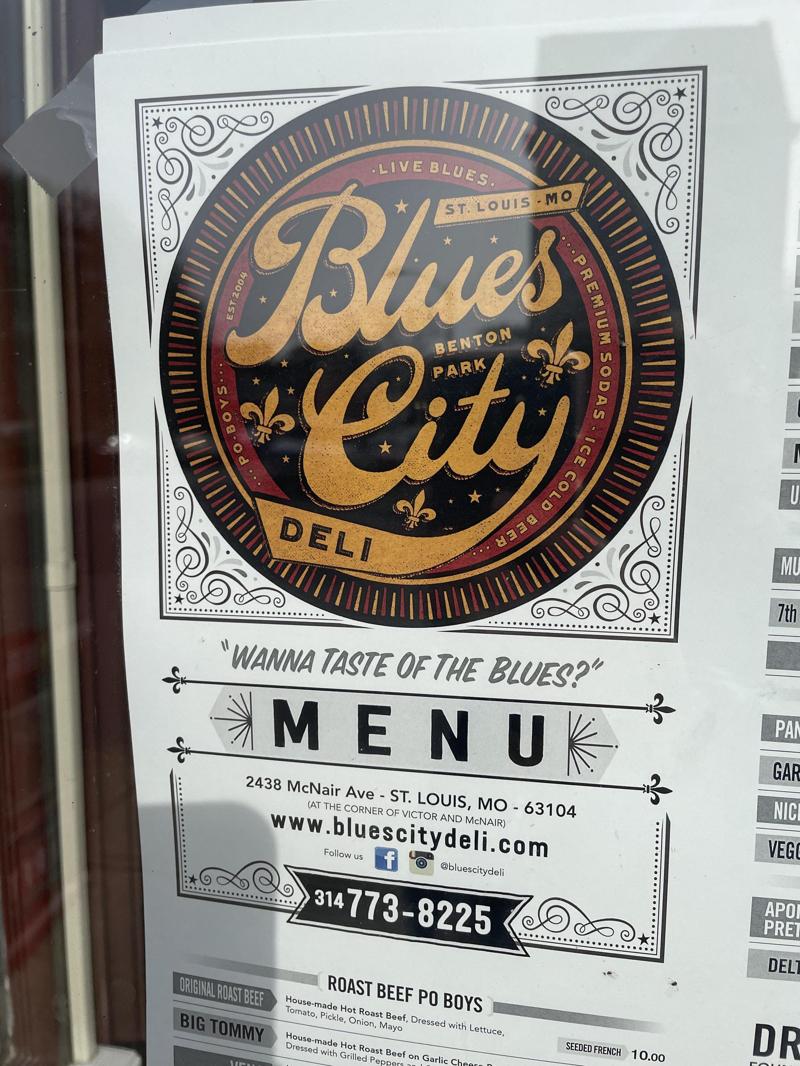 ·LIVE BLUES·
ST. LOUIS - MO
EST. 2004
Blues
BENTON
PARK
City
DELI
...PO·BOYS...
...PREMIUM SODAS · ICE COLD BEER...
"WANNA TASTE OF THE BLUES?"
MENU
2438 McNair Ave - ST. LOUIS, MO - 63104
(AT THE CORNER OF VICTOR AND McNAIR)
www.bluescitydeli.com
Follow us f @bluescitydeli
314 773-8225
ROAST BEEF PO BOYS
ORIGINAL ROAST BEEF
House-made Hot Roast Beef, Dressed with Lettuce,
Tomato, Pickle, Onion, Mayo
SEEDED FRENCH 10.00
BIG TOMMY
House-made Hot Roast Beef on Garlic Cheese
Dressed with Grilled Peppers
MU
7th
PAN
GAR
NIC
VEGG
APO
PRET
DELT
DR